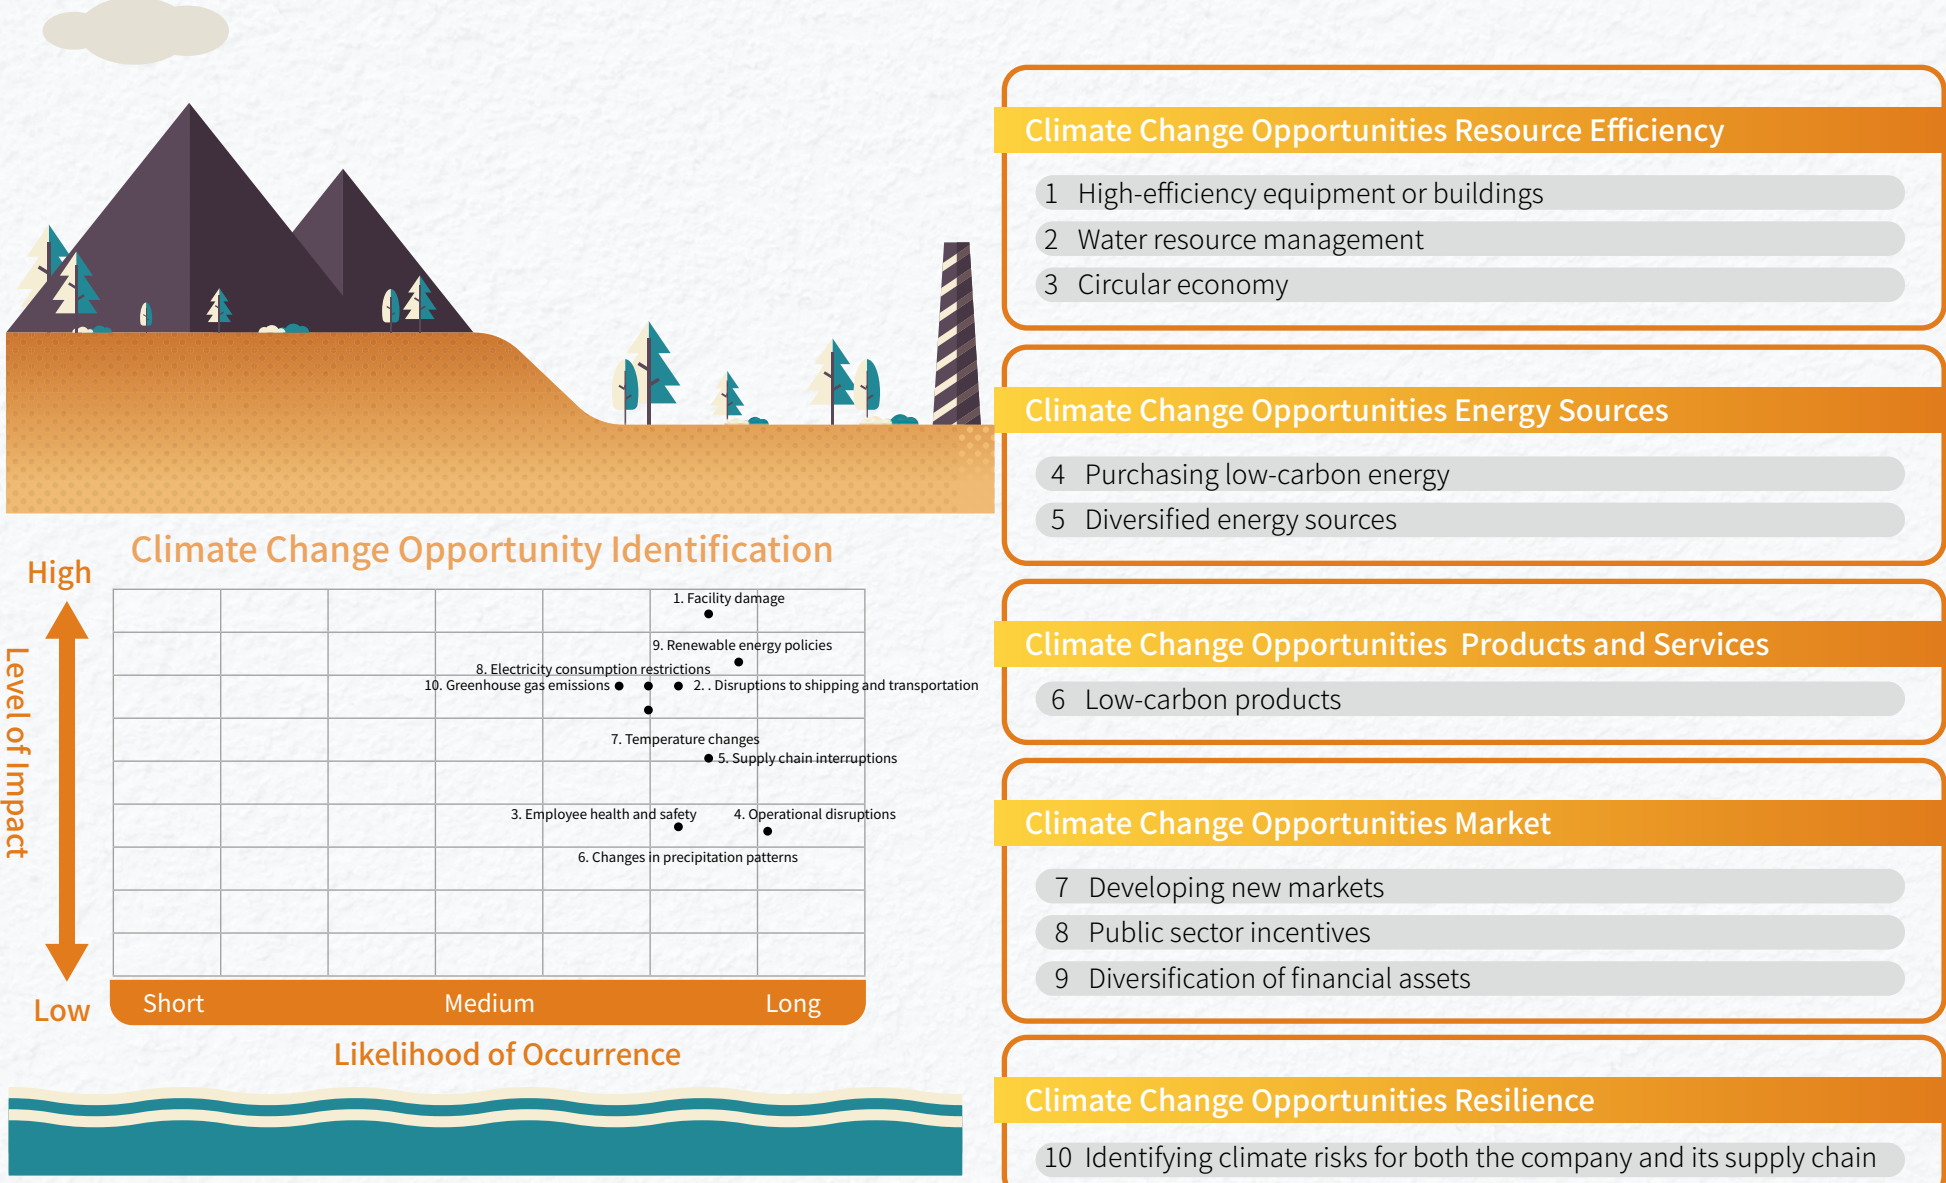 Climate Change Opportunity Identification
High
Level of Impact
Low
1. Facility damage
9. Renewable energy policies
8. Electricity consumption restrictions
10. Greenhouse gas emissions
2. . Disruptions to shipping and transportation
7. Temperature changes
5. Supply chain interruptions
3. Employee health and safety
4. Operational disruptions
6. Changes in precipitation patterns
Short
Medium
Long
Likelihood of Occurrence
Climate Change Opportunities Resource Efficiency
1 High-efficiency equipment or buildings
2 Water resource management
3 Circular economy
Climate Change Opportunities Energy Sources
4 Purchasing low-carbon energy
5 Diversified energy sources
Climate Change Opportunities Products and Services
6 Low-carbon products
Climate Change Opportunities Market
7 Developing new markets
8 Public sector incentives
9 Diversification of financial assets
Climate Change Opportunities Resilience
10 Identifying climate risks for both the company and its supply chain